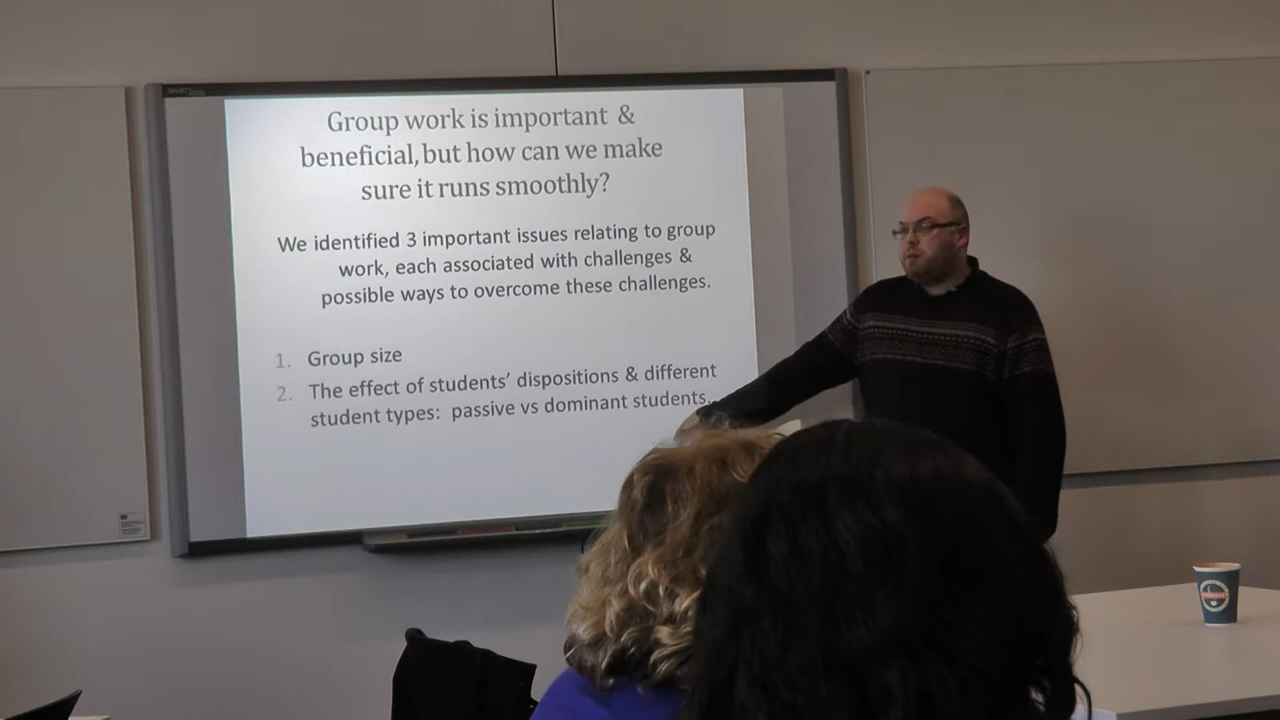 Group work is important &
beneficial, but how can we make
sure it runs smoothly?
We identified 3 important issues relating to group
work, each associated with challenges &
possible ways to overcome these challenges.
1. Group size
2. The effect of students' dispositions & different
student types: passive vs dominant students.